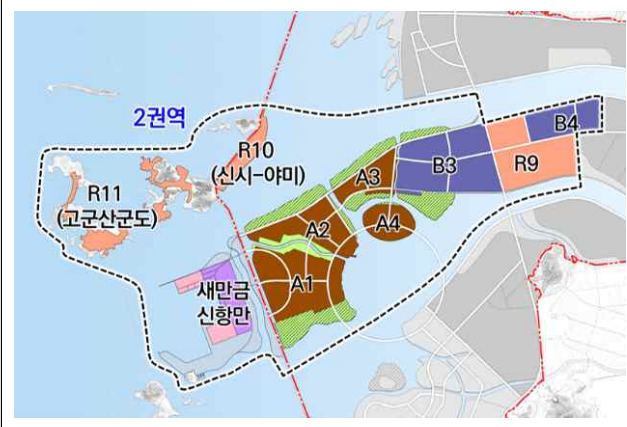 2권역
R10
(신시-야미)
R11
(고군산군도)
A3
B3
B4
R9
A2
A4
A1
새만금
신항만